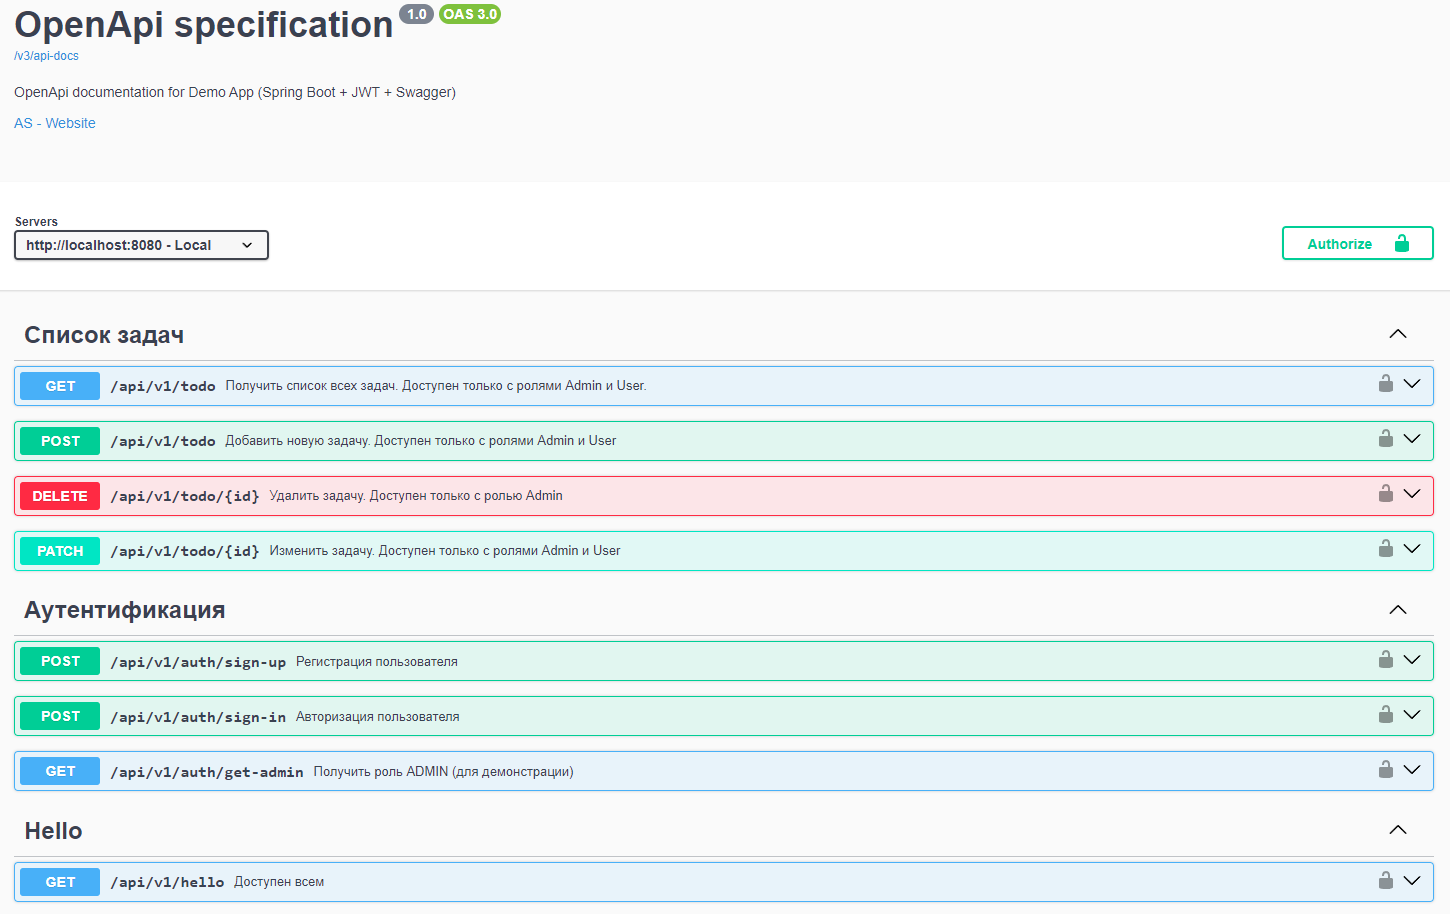 OpenApi specification 1.0 OAS 3.0
/v3/api-docs
OpenApi documentation for Demo App (Spring Boot + JWT + Swagger)
AS - Website
Servers
http://localhost:8080 - Local
Authorize
Список задач
GET /api/v1/todo Получить список всех задач. Доступен только с ролями Admin и User.
POST /api/v1/todo Добавить новую задачу. Доступен только с ролями Admin и User
DELETE /api/v1/todo/{id} Удалить задачу. Доступен только с ролью Admin
PATCH /api/v1/todo/{id} Изменить задачу. Доступен только с ролями Admin и User
Аутентификация
POST /api/v1/auth/sign-up Регистрация пользователя
POST /api/v1/auth/sign-in Авторизация пользователя
GET /api/v1/auth/get-admin Получить роль ADMIN (для демонстрации)
Hello
GET /api/v1/hello Доступен всем